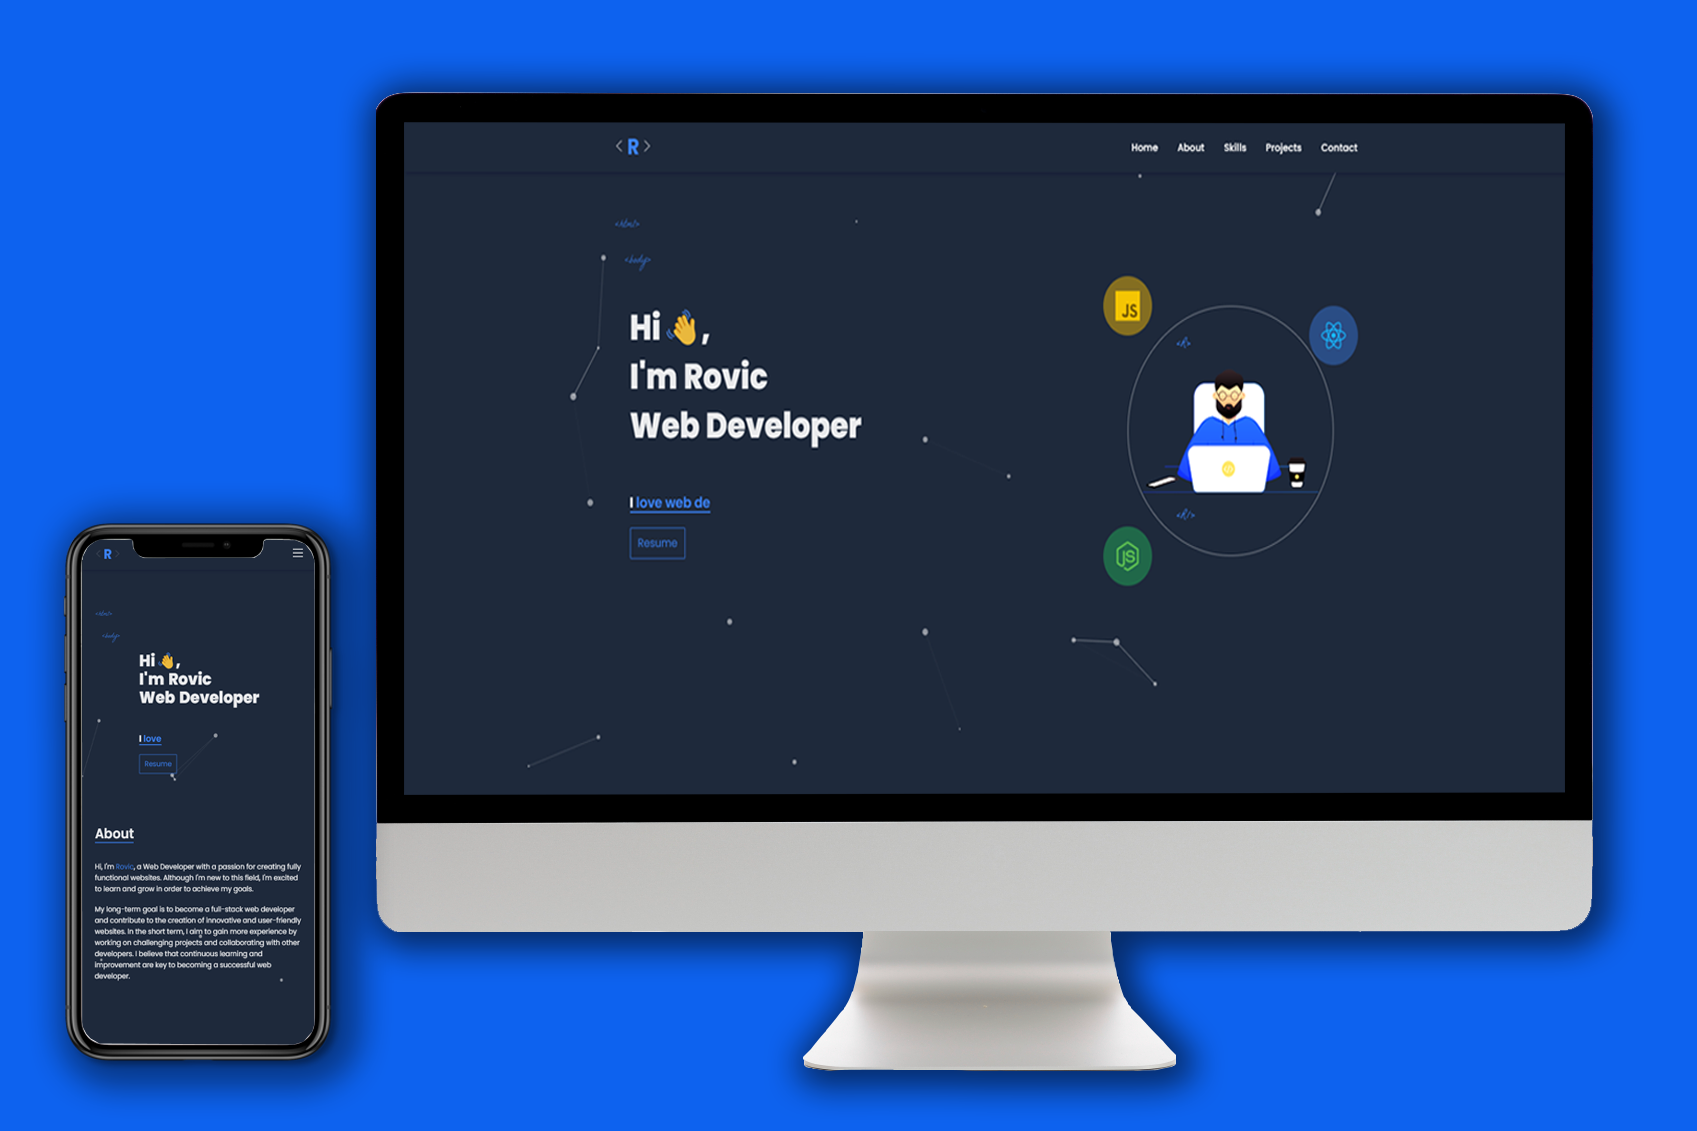 < R >
Home About Skills Projects Contact
<html>
<body>
Hi 👋,
I'm Rovic
Web Developer
I love web de
Resume
JS
<h>
<h/>
JS
R
<html>
<body>
Hi 👋,
I'm Rovic
Web Developer
I love
Resume
About
Hi, I'm Rovic, a Web Developer with a passion for creating fully
functional websites. Although I'm new to this field, I'm excited
to learn and grow in order to achieve my goals.
My long-term goal is to become a full-stack web developer
and contribute to the creation of innovative and user-friendly
websites. In the short term, I aim to gain more experience by
working on challenging projects and collaborating with other
developers. I believe that continuous learning and
improvement are key to becoming a successful web
developer.